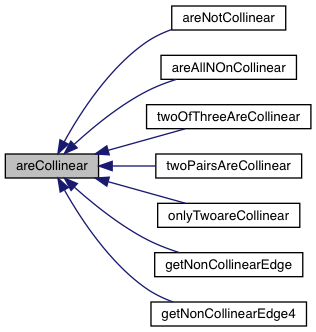 areNotCollinear
areAllNOnCollinear
twoOfThreeAreCollinear
areCollinear
twoPairsAreCollinear
onlyTwoareCollinear
getNonCollinearEdge
getNonCollinearEdge4